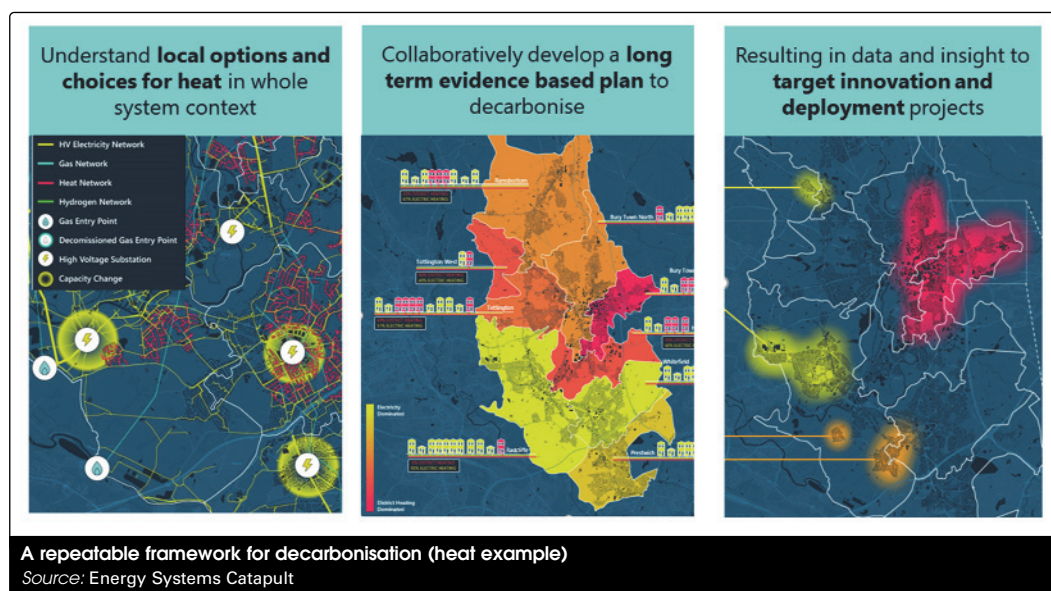 Understand local options and
choices for heat in whole
system context
HV Electricity Network
Gas Network
Heat Network
Hydrogen Network
Gas Entry Point
Decomissioned Gas Entry Point
High Voltage Substation
Capacity Change
Collaboratively develop a long
term evidence based plan to
decarbonise
Ramsbottom
Bury Town North
Tottington West
Bury Town
Tottington
Whitefield
Radcliffe
Prestwich
Electricity
Dominated
District Heating
Dominated
Resulting in data and insight to
target innovation and
deployment projects
A repeatable framework for decarbonisation (heat example)
Source: Energy Systems Catapult